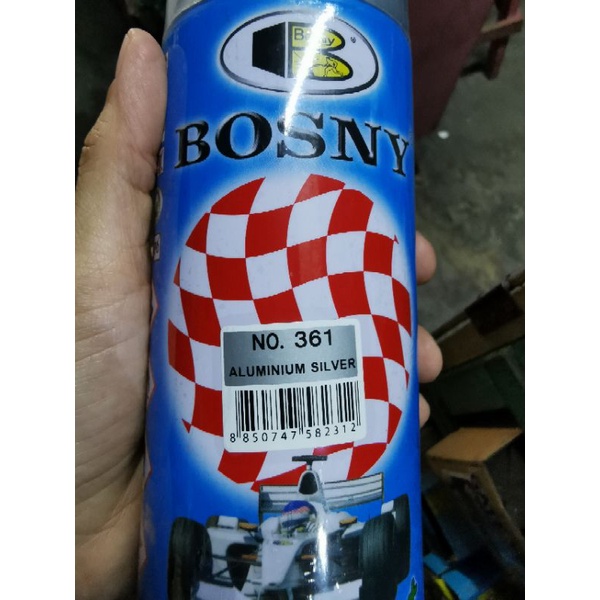 BOSNY
NO. 361
ALUMINIUM SILVER
8 850747 582312